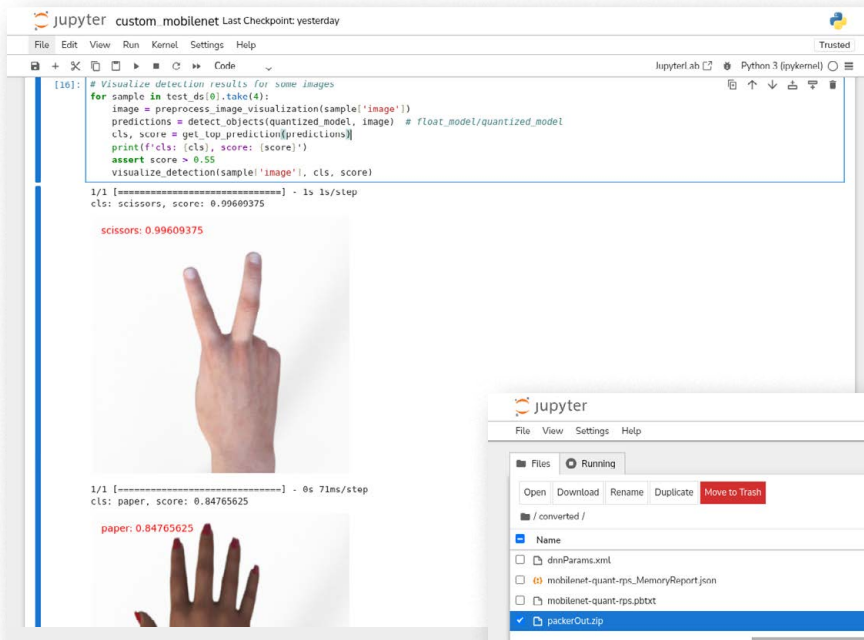 jupyter custom_mobilenet Last Checkpoint: yesterday
File Edit View Run Kernel Settings Help Trusted
Code JupyterLab Python 3 (ipykernel)
[16]: # Visualize detection results for some images
for sample in test_ds[0].take(4):
image = preprocess_image_visualization(sample['image'])
predictions = detect_objects(quantized_model, image) # float_model/quantized_model
cls, score = get_top_prediction(predictions)
print(f'cls: {cls}, score: {score}')
assert score > 0.55
visualize_detection(sample['image'], cls, score)
1/1 [==============================] - 1s 1s/step
cls: scissors, score: 0.99609375
scissors: 0.99609375
1/1 [==============================] - 0s 71ms/step
cls: paper, score: 0.84765625
paper: 0.84765625
jupyter
File View Settings Help
Files Running
Open Download Rename Duplicate Move to Trash
/ converted /
Name
dnnParams.xml
mobilenet-quant-rps_MemoryReport.json
mobilenet-quant-rps.pbtxt
packerOut.zip